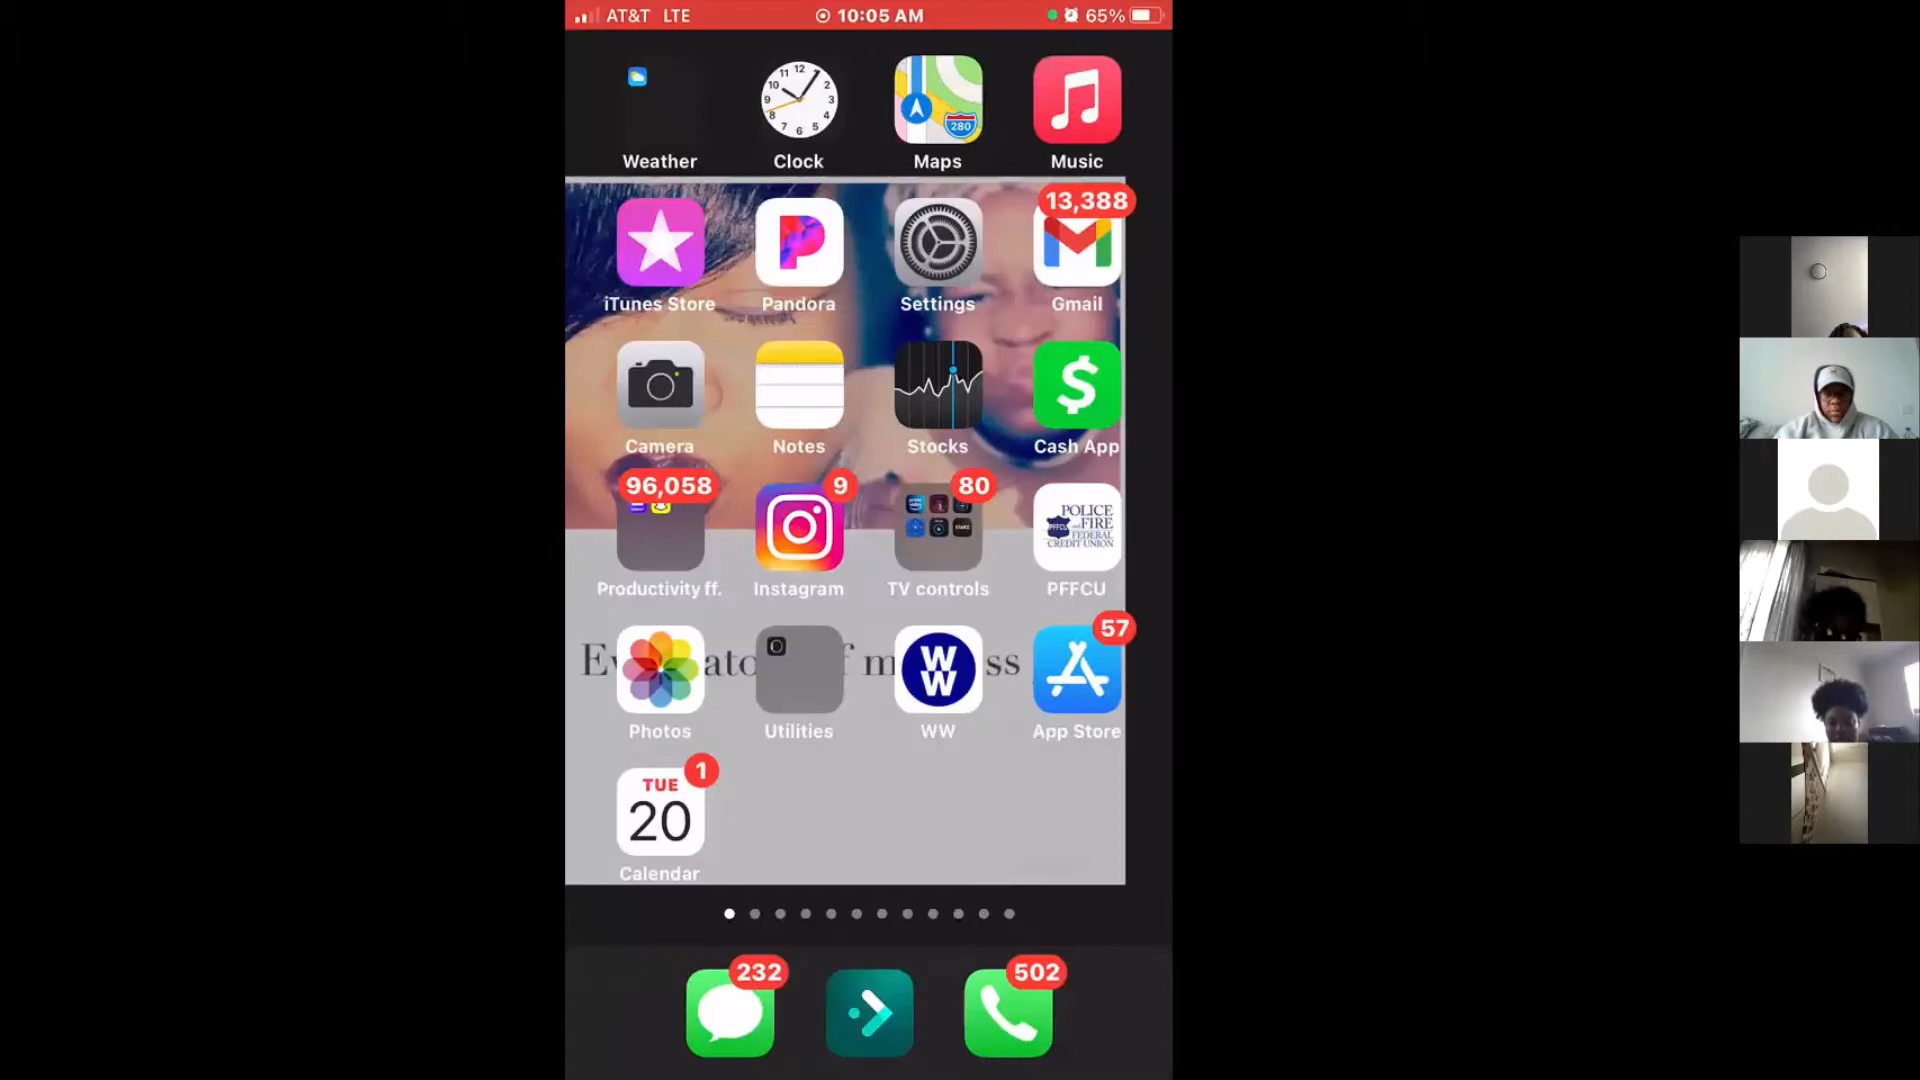 AT&T LTE 10:05 AM 65%
Weather Clock Maps Music
13,388
iTunes Store Pandora Settings Gmail
Camera Notes Stocks Cash App
96,058 9 80
POLICE
and FIRE
PFFCU
FEDERAL
CREDIT UNION
Productivity ff. Instagram TV controls PFFCU
57
W
W
Photos Utilities WW App Store
1
TUE
20
Calendar
232 502